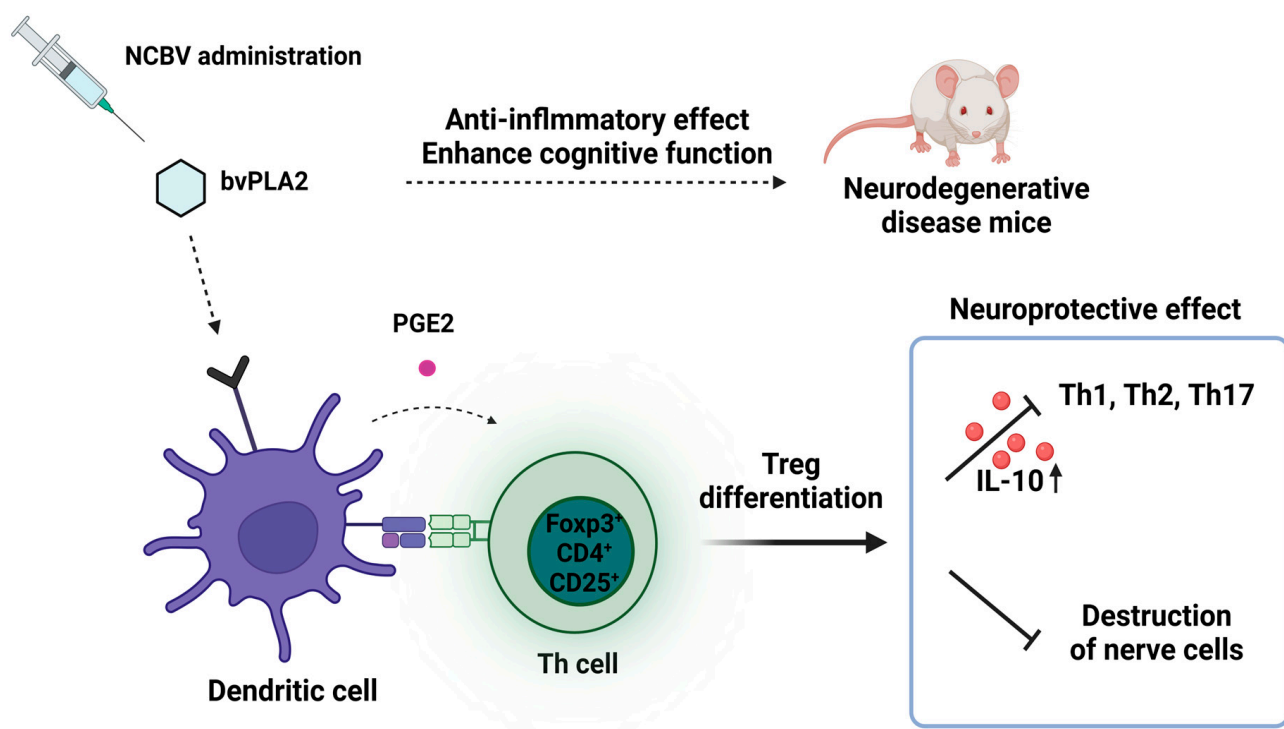 NCBV administration
bvPLA2
Anti-inflmmatory effect
Enhance cognitive function
Neurodegenerative
disease mice
PGE2
Foxp3⁺
CD4⁺
CD25⁺
Th cell
Dendritic cell
Treg
differentiation
Neuroprotective effect
Th1, Th2, Th17
IL-10
Destruction
of nerve cells